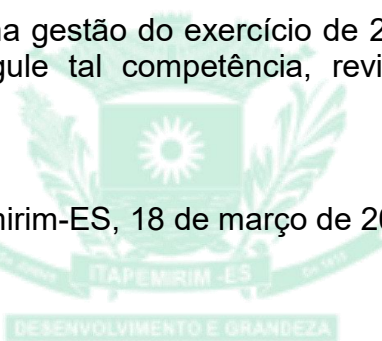 na gestão do exercício de 2
gule tal competência, revi
mirim-ES, 18 de março de 20
ITAPEMIRIM -ES
DESENVOLVIMENTO E GRANDEZA